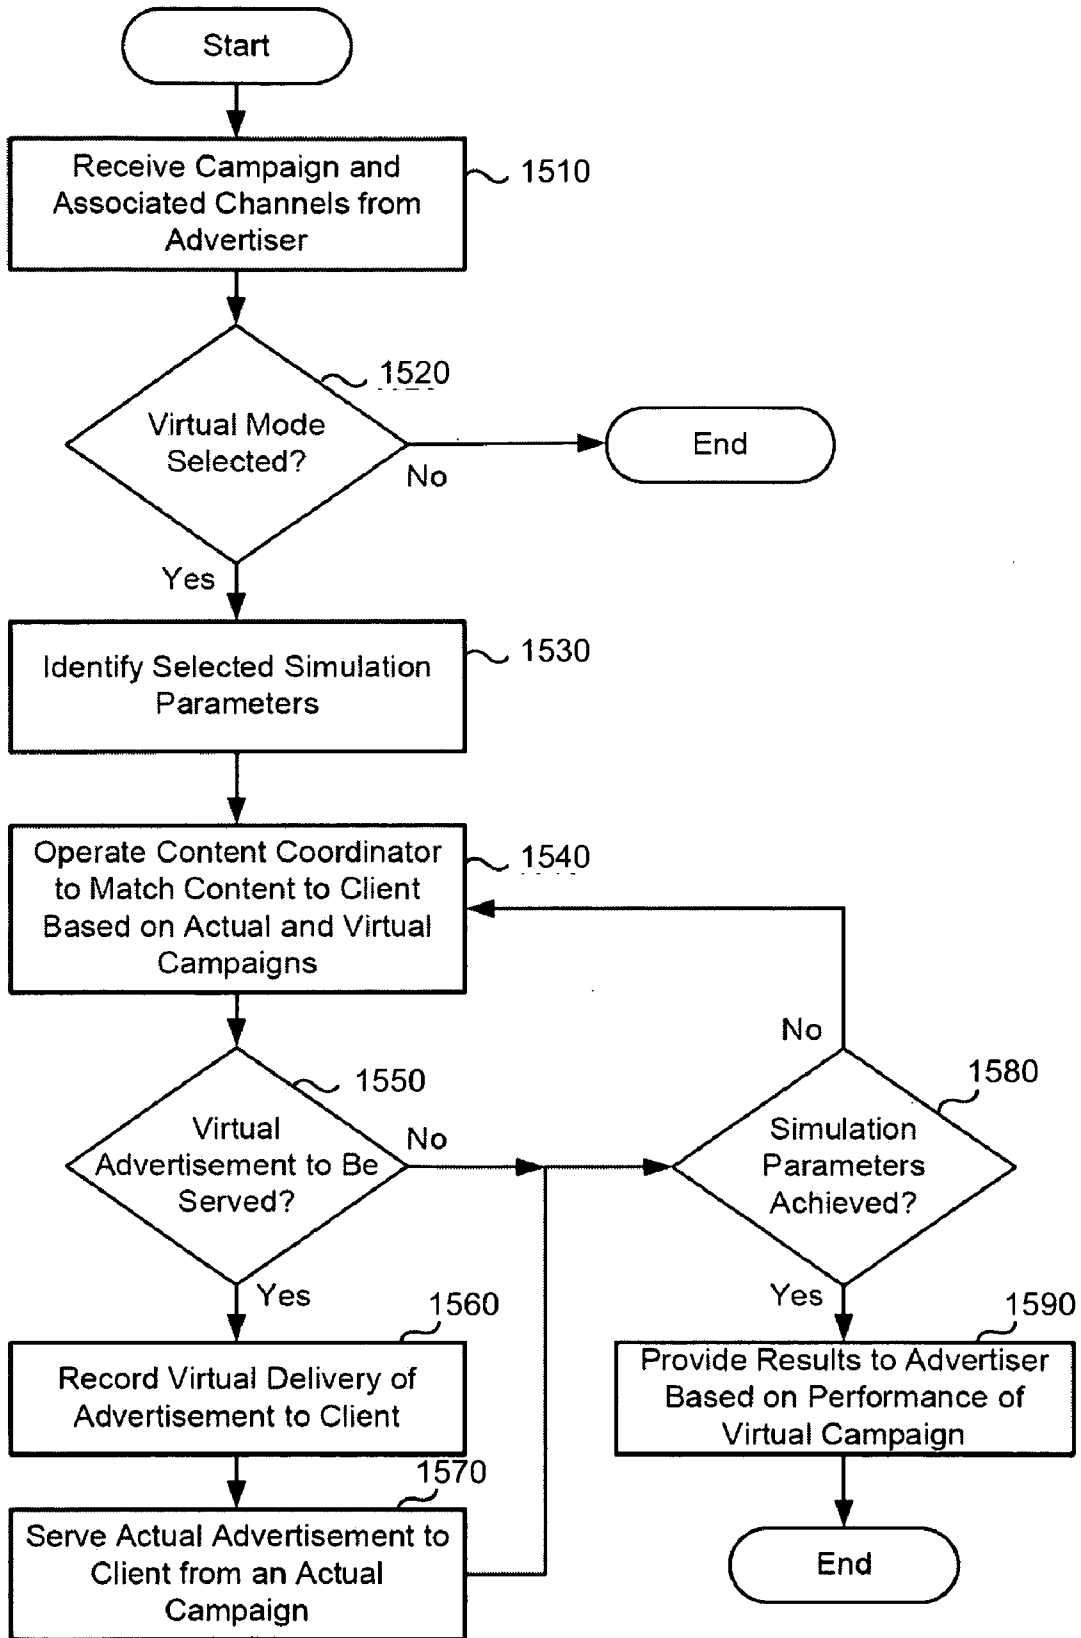 Start
Receive Campaign and
Associated Channels from
Advertiser
1510
1520
Virtual Mode
Selected?
No
End
Yes
1530
Identify Selected Simulation
Parameters
Operate Content Coordinator
to Match Content to Client
Based on Actual and Virtual
Campaigns
1540
No
1550
1580
Virtual
Advertisement to Be
Served?
No
Simulation
Parameters
Achieved?
Yes
1560
Yes
1590
Record Virtual Delivery of
Advertisement to Client
Provide Results to Advertiser
Based on Performance of
Virtual Campaign
1570
Serve Actual Advertisement to
Client from an Actual
Campaign
End